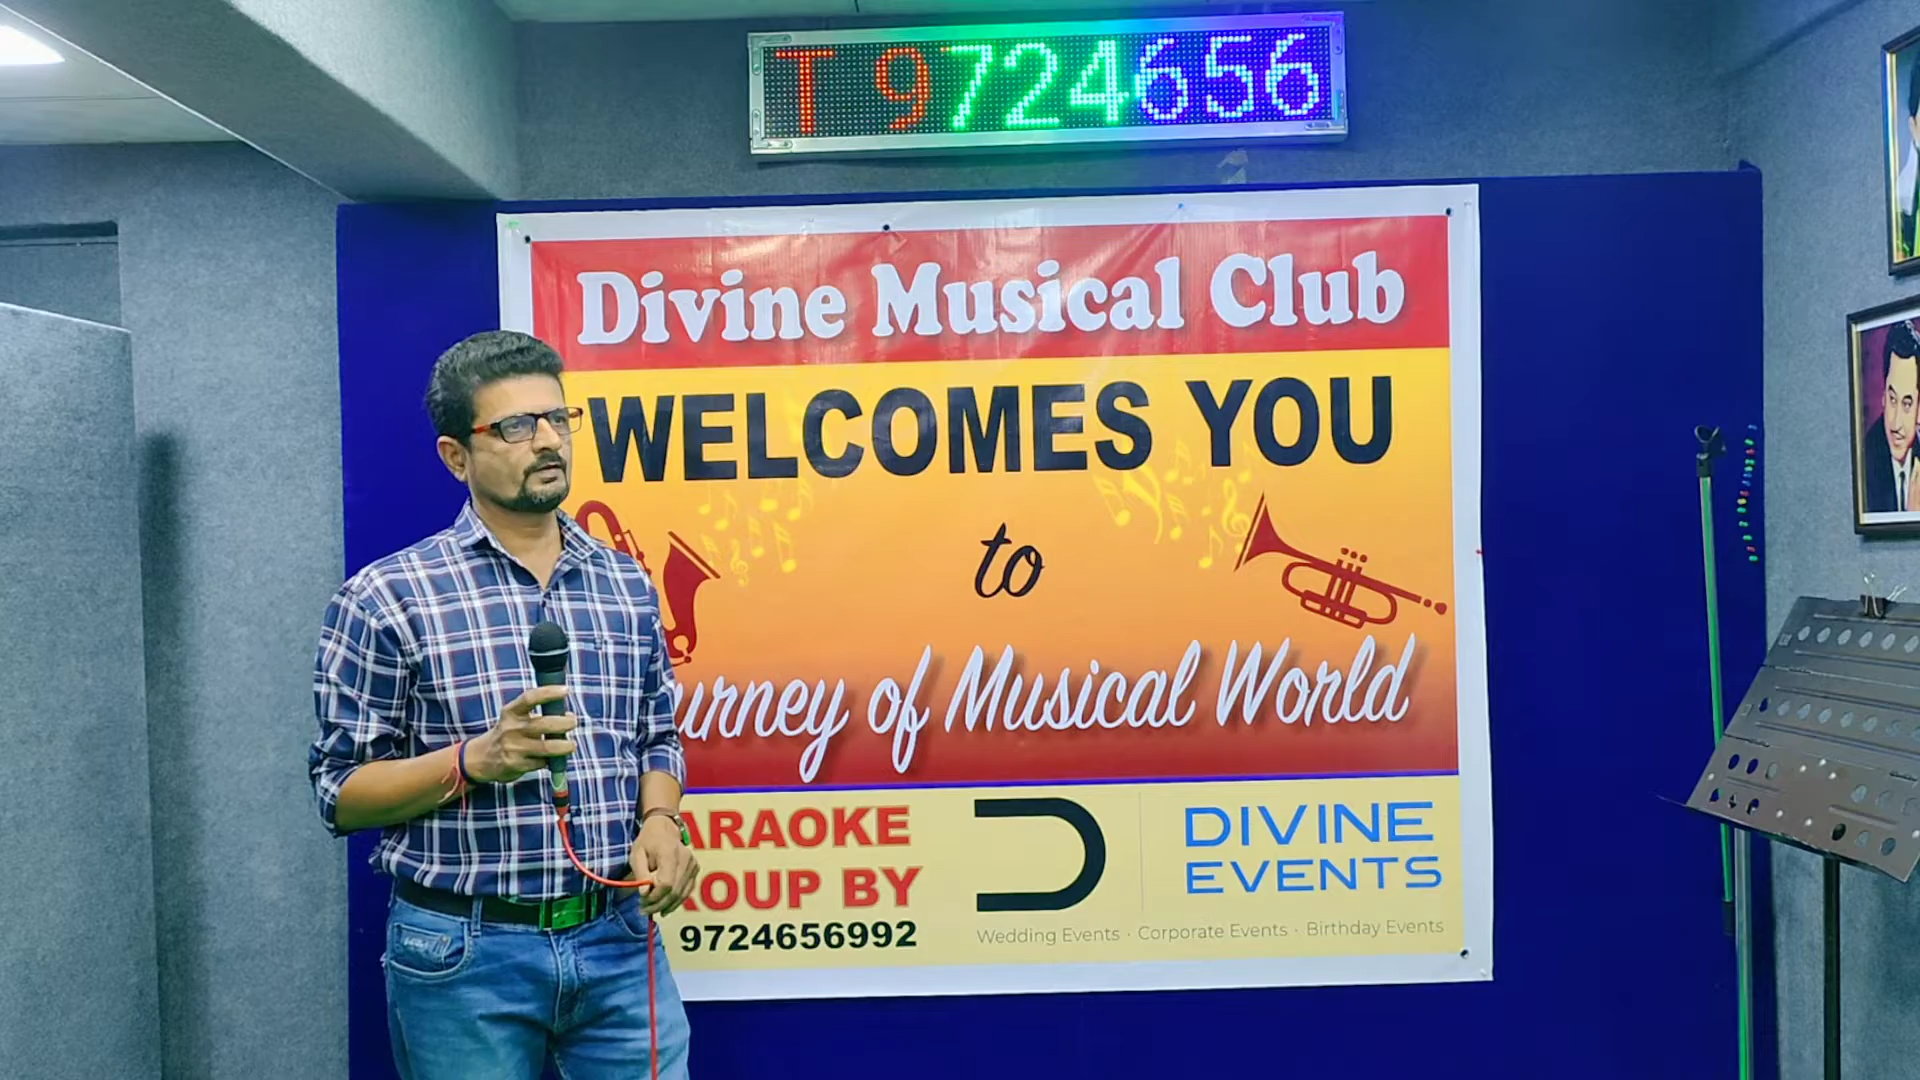 T 9724656
Divine Musical Club
WELCOMES YOU
to
urney of Musical World
ARAOKE
ROUP BY
9724656992
DIVINE
EVENTS
Wedding Events · Corporate Events · Birthday Events